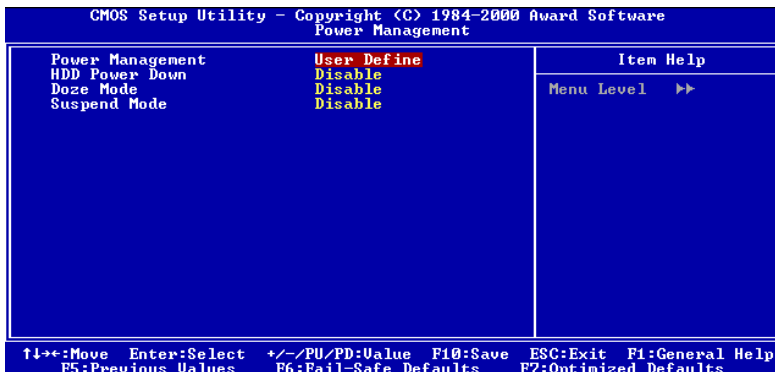 CMOS Setup Utility - Copyright (C) 1984-2000 Award Software
Power Management
Power Management User Define
HDD Power Down Disable
Doze Mode Disable
Suspend Mode Disable
Item Help
Menu Level ►►
↑↓→←:Move Enter:Select +/-/PU/PD:Value F10:Save ESC:Exit F1:General Help
F5:Previous Values F6:Fail-Safe Defaults F7:Optimized Defaults